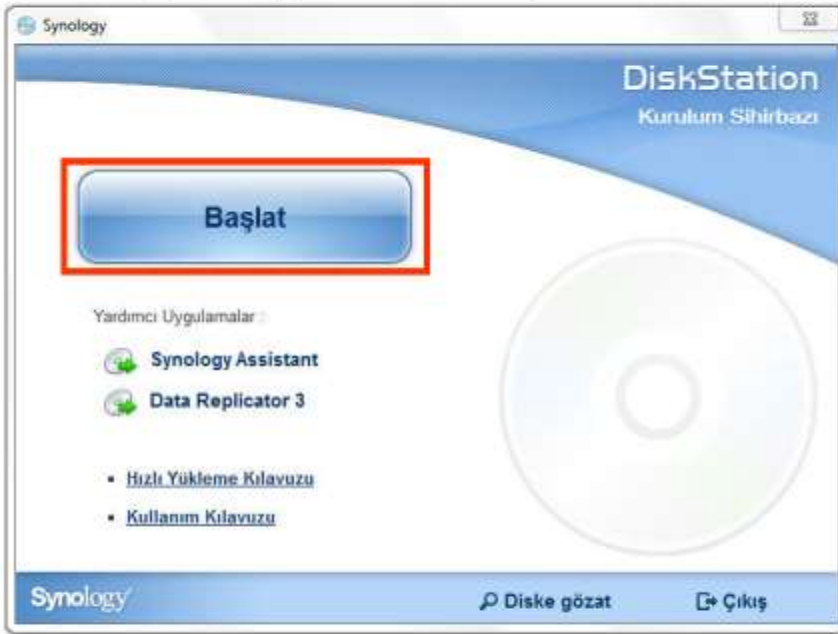 Synology
DiskStation
Kurulum Sihirbazı
Başlat
Yardımcı Uygulamalar :
Synology Assistant
Data Replicator 3
Hızlı Yükleme Kılavuzu
Kullanım Kılavuzu
Synology
Diske gözat
Çıkış